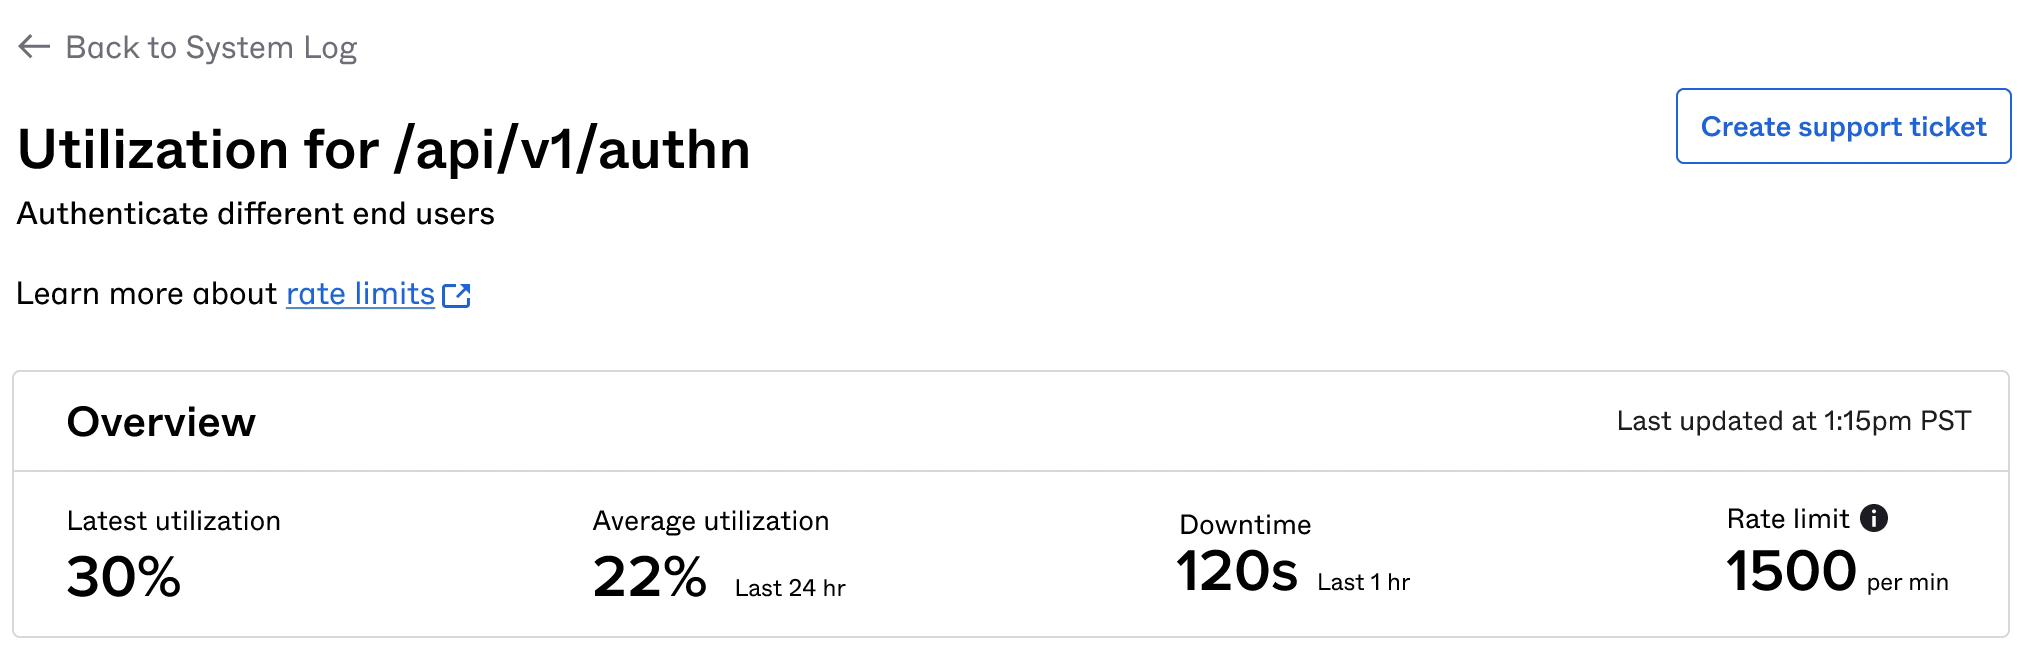 ← Back to System Log
Create support ticket
Utilization for /api/v1/authn
Authenticate different end users
Learn more about rate limits
Overview
Last updated at 1:15pm PST
Latest utilization
30%
Average utilization
22% Last 24 hr
Downtime
120s Last 1 hr
Rate limit
1500 per min